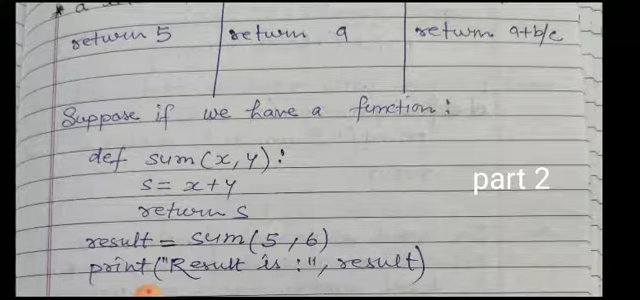 * a
return 5
return a
return a+b/c
Suppose if we have a function:
def sum(x,y):
s = x+y
return s
part 2
result = sum(5,6)
print("Result is :", result)